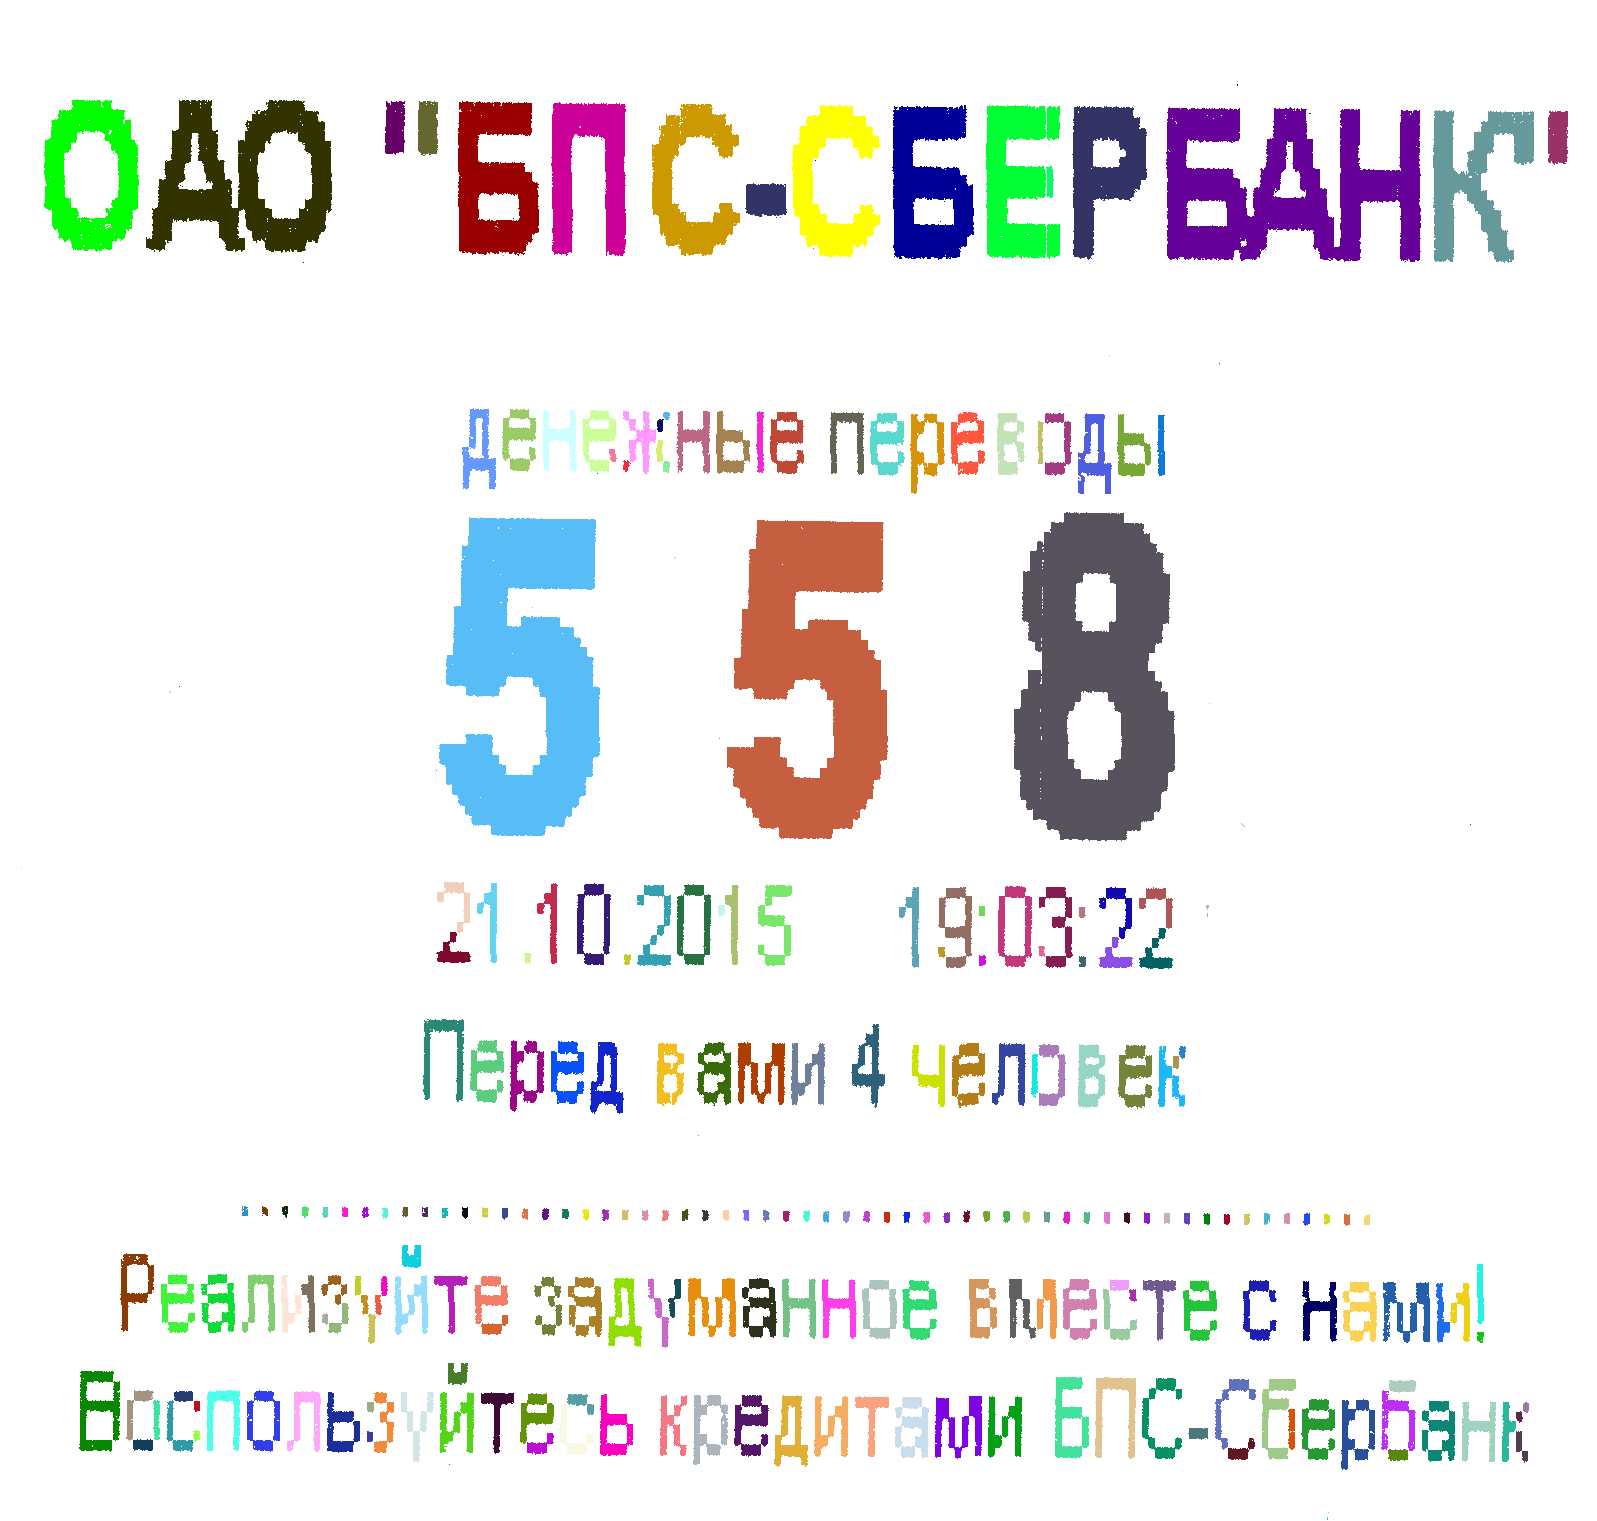 ОАО "БПС-СБЕРБАНК"
денежные переводы
558
21.10.2015 19:03:22
Перед вами 4 человек
.........................................................
Реализуйте задуманное вместе с нами!
Воспользуйтесь кредитами БПС-Сбербанк